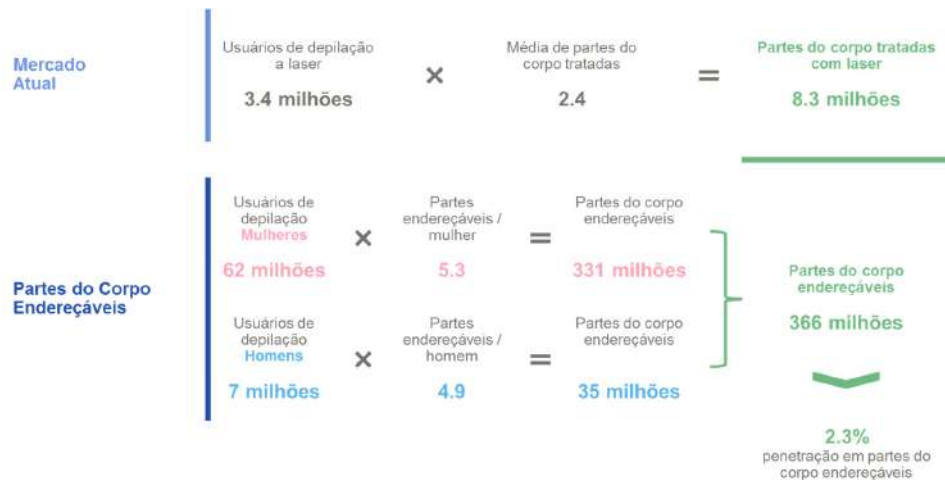 Mercado
Atual
Usuários de depilação
a laser
3.4 milhões
×
Média de partes do
corpo tratadas
2.4
=
Partes do corpo tratadas
com laser
8.3 milhões
Partes do Corpo
Endereçáveis
Usuários de
depilação
Mulheres
62 milhões
×
Partes
endereçáveis /
mulher
5.3
=
Partes do corpo
endereçáveis
331 milhões
Usuários de
depilação
Homens
7 milhões
×
Partes
endereçáveis /
homem
4.9
=
Partes do corpo
endereçáveis
35 milhões
Partes do corpo
endereçáveis
366 milhões
2.3%
penetração em partes do
corpo endereçáveis